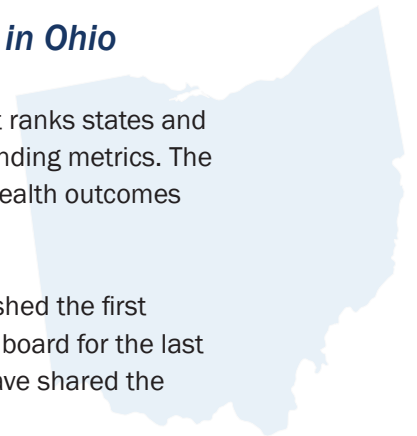 in Ohio
ranks states and
nding metrics. The
ealth outcomes
shed the first
board for the last
ave shared the